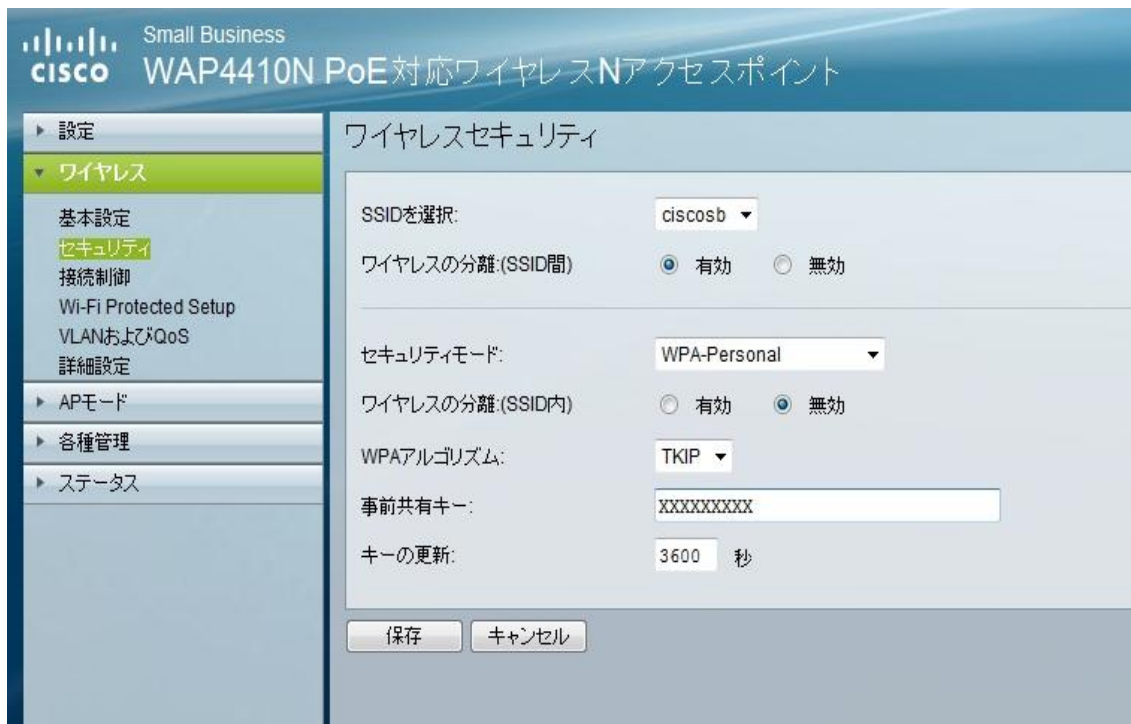 Small Business
CISCO WAP4410N PoE対応ワイヤレスNアクセスポイント
設定
ワイヤレス
基本設定
セキュリティ
接続制御
Wi-Fi Protected Setup
VLANおよびQoS
詳細設定
APモード
各種管理
ステータス
ワイヤレスセキュリティ
SSIDを選択: ciscosb
ワイヤレスの分離:(SSID間) 有効 無効
セキュリティモード: WPA-Personal
ワイヤレスの分離:(SSID内) 有効 無効
WPAアルゴリズム: TKIP
事前共有キー: XXXXXXXXX
キーの更新: 3600 秒
保存 キャンセル